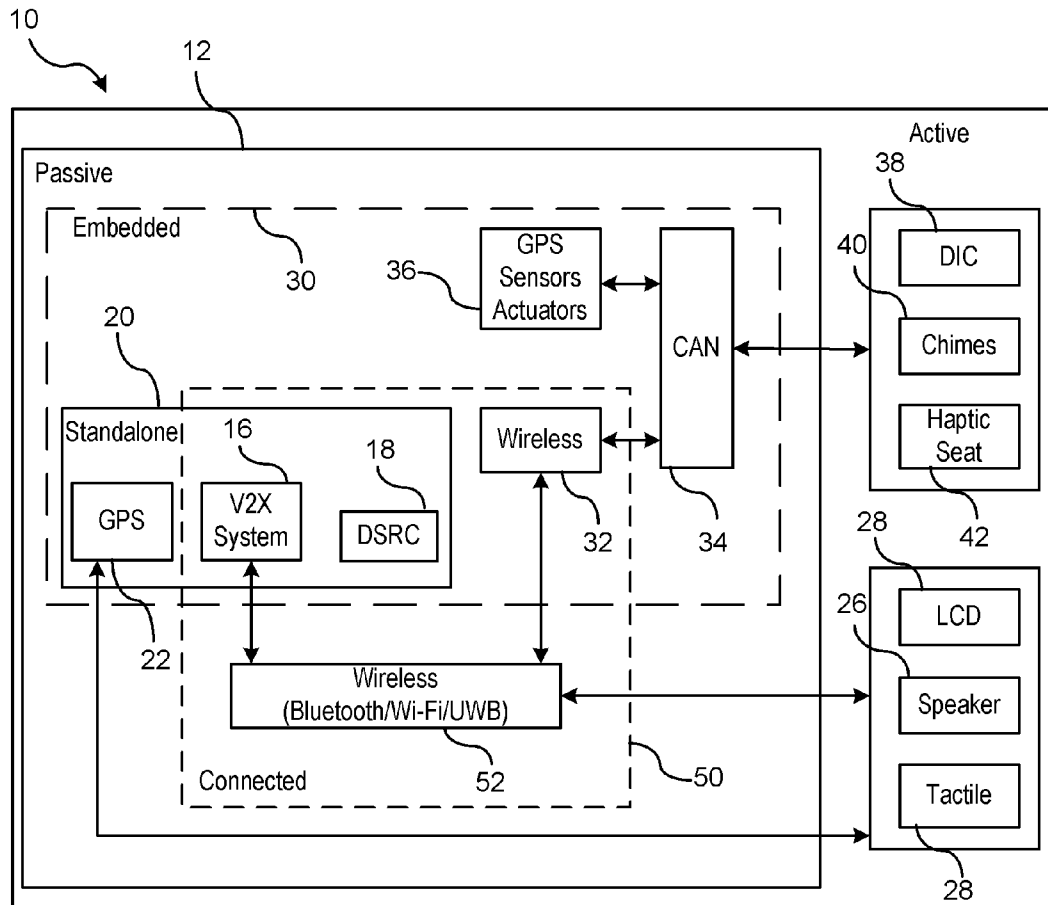 10
12
Active
Passive
38
Embedded
DIC
GPS
Sensors
Actuators
36
40
30
CAN
Chimes
20
Standalone
16
18
Wireless
Haptic
Seat
GPS
V2X
System
DSRC
32
34
42
28
LCD
22
26
Wireless
(Bluetooth/Wi-Fi/UWB)
Speaker
50
Connected
52
Tactile
28